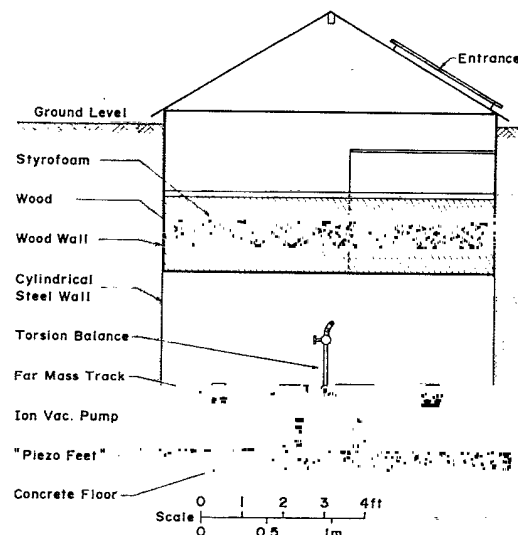 Entrance
Ground Level
Styrofoam
Wood
Wood Wall
Cylindrical
Steel Wall
Torsion Balance
Far Mass Track
Ion Vac. Pump
"Piezo Feet"
Concrete Floor
0 1 2 3 4ft
Scale
0 0.5 1m